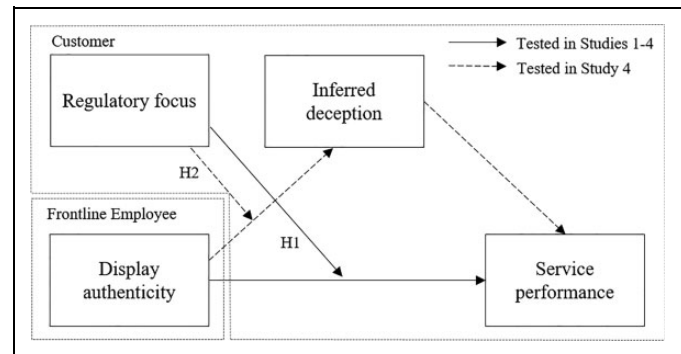 Customer
Tested in Studies 1-4
Tested in Study 4
Regulatory focus
Inferred
deception
H2
H1
Frontline Employee
Display
authenticity
Service
performance